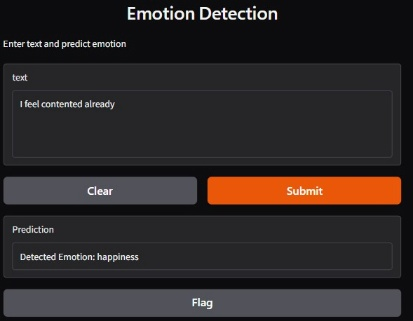 Emotion Detection
Enter text and predict emotion
text
I feel contented already
Clear
Submit
Prediction
Detected Emotion: happiness
Flag